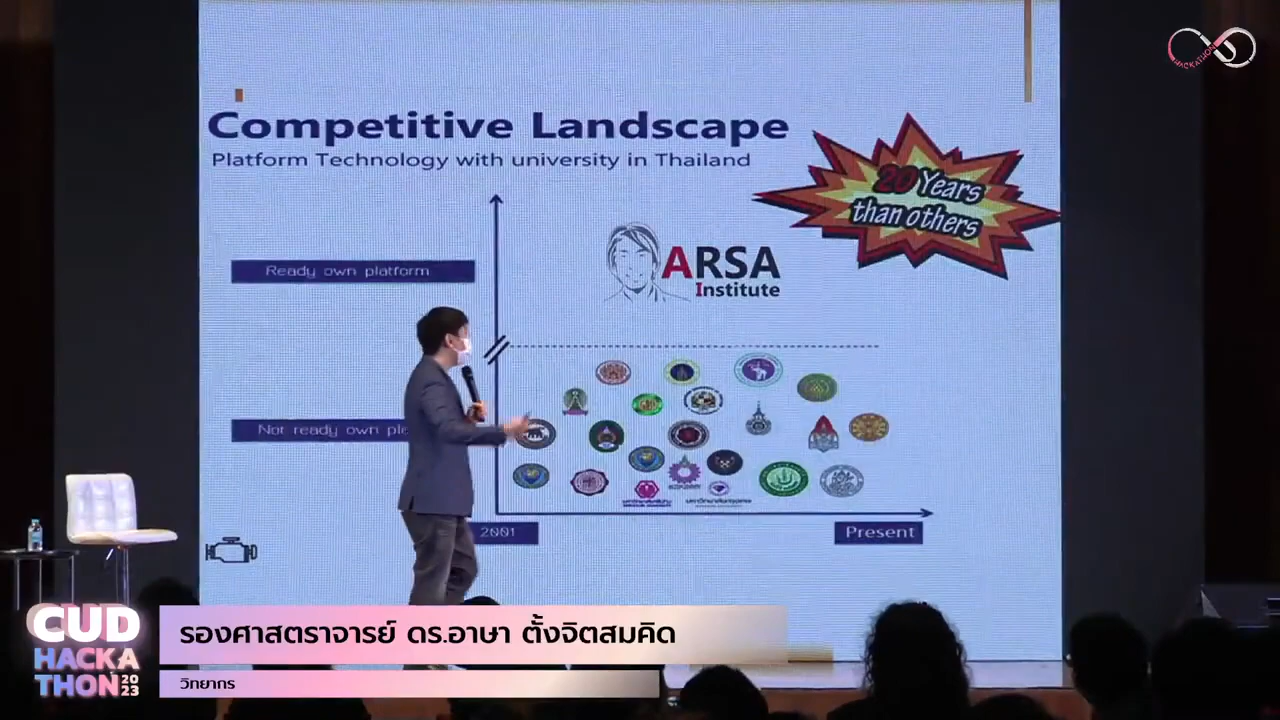 HACKATHON
Competitive Landscape
Platform Technology with university in Thailand
20 Years
than others
Ready own platform
ARSA
Institute
Not ready own
2001
Present
CUD
HACKA
THON 20
23
รองศาสตราจารย์ ดร.อาษา ตั้งจิตสมคิด
วิทยากร